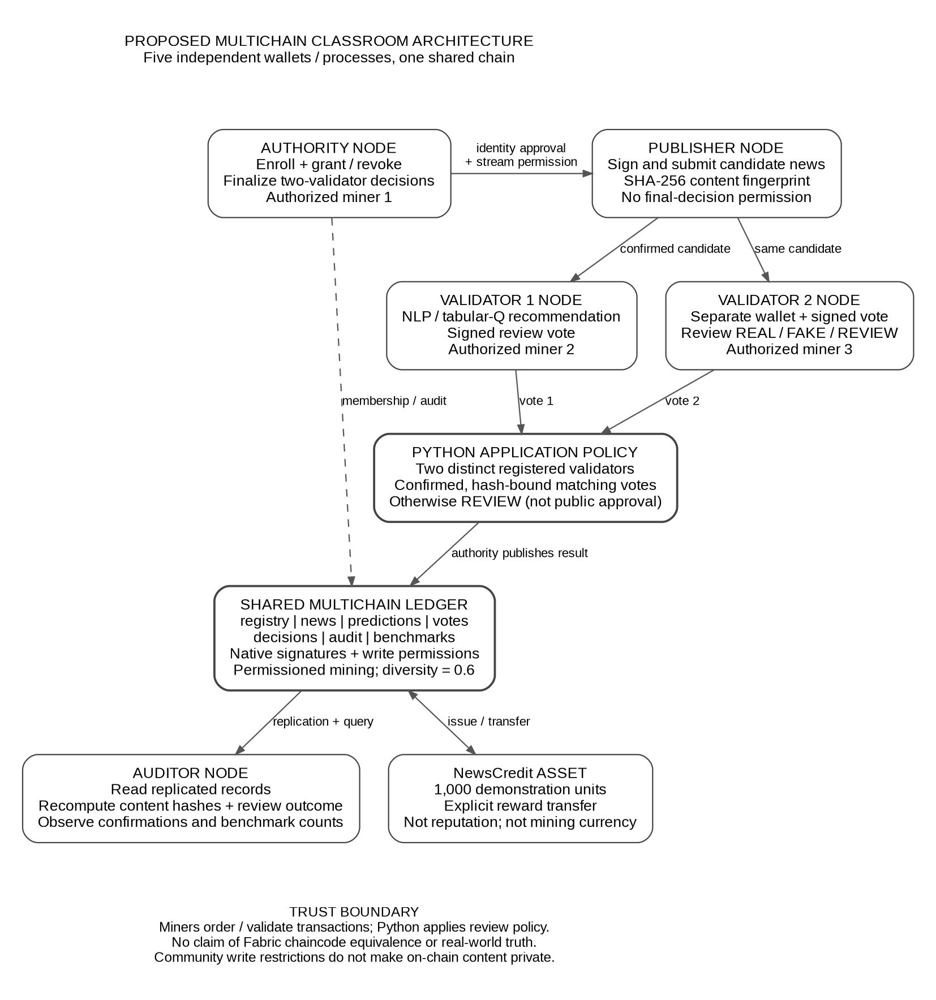 PROPOSED MULTICHAIN CLASSROOM ARCHITECTURE
Five independent wallets / processes, one shared chain
AUTHORITY NODE
Enroll + grant / revoke
Finalize two-validator decisions
Authorized miner 1
identity approval
+ stream permission
PUBLISHER NODE
Sign and submit candidate news
SHA-256 content fingerprint
No final-decision permission
confirmed candidate
same candidate
VALIDATOR 1 NODE
NLP / tabular-Q recommendation
Signed review vote
Authorized miner 2
VALIDATOR 2 NODE
Separate wallet + signed vote
Review REAL / FAKE / REVIEW
Authorized miner 3
membership / audit
vote 1
vote 2
PYTHON APPLICATION POLICY
Two distinct registered validators
Confirmed, hash-bound matching votes
Otherwise REVIEW (not public approval)
authority publishes result
SHARED MULTICHAIN LEDGER
registry | news | predictions | votes
decisions | audit | benchmarks
Native signatures + write permissions
Permissioned mining; diversity = 0.6
replication + query
issue / transfer
AUDITOR NODE
Read replicated records
Recompute content hashes + review outcome
Observe confirmations and benchmark counts
NewsCredit ASSET
1,000 demonstration units
Explicit reward transfer
Not reputation; not mining currency
TRUST BOUNDARY
Miners order / validate transactions; Python applies review policy.
No claim of Fabric chaincode equivalence or real-world truth.
Community write restrictions do not make on-chain content private.